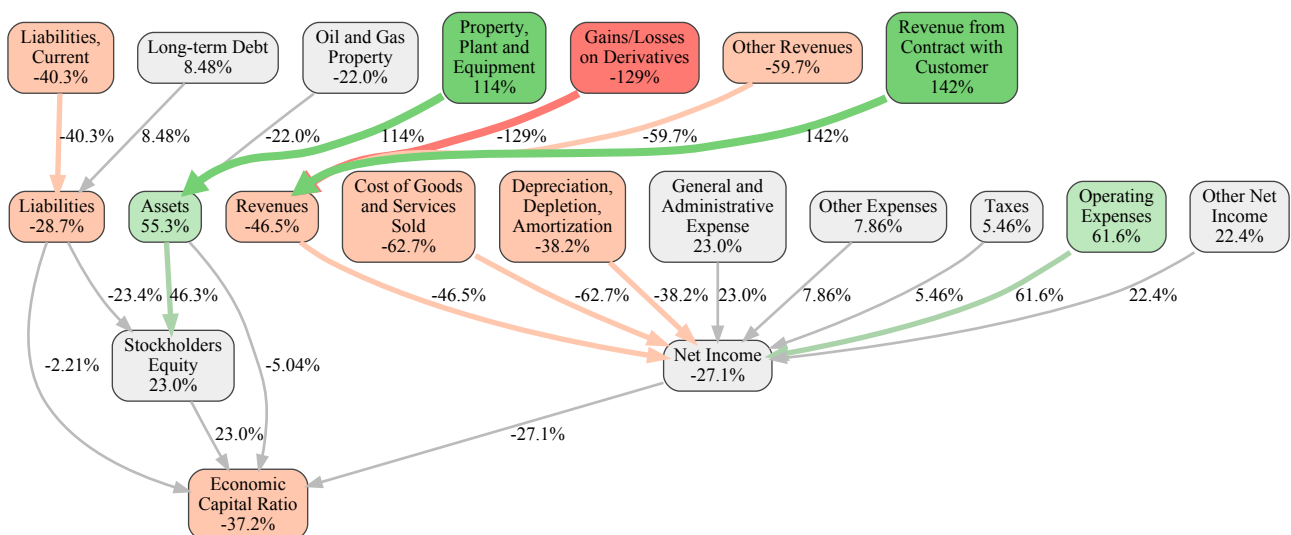 Liabilities,
Current
-40.3%
Long-term Debt
8.48%
Oil and Gas
Property
-22.0%
Property,
Plant and
Equipment
114%
Gains/Losses
on Derivatives
-129%
Other Revenues
-59.7%
Revenue from
Contract with
Customer
142%
-40.3%
8.48%
-22.0%
114%
-129%
-59.7%
142%
Liabilities
-28.7%
Assets
55.3%
Revenues
-46.5%
Cost of Goods
and Services
Sold
-62.7%
Depreciation,
Depletion,
Amortization
-38.2%
General and
Administrative
Expense
23.0%
Other Expenses
7.86%
Taxes
5.46%
Operating
Expenses
61.6%
Other Net
Income
22.4%
-23.4%
46.3%
-46.5%
-62.7%
-38.2%
23.0%
7.86%
5.46%
61.6%
22.4%
Stockholders
Equity
23.0%
Net Income
-27.1%
-2.21%
-5.04%
23.0%
-27.1%
Economic
Capital Ratio
-37.2%